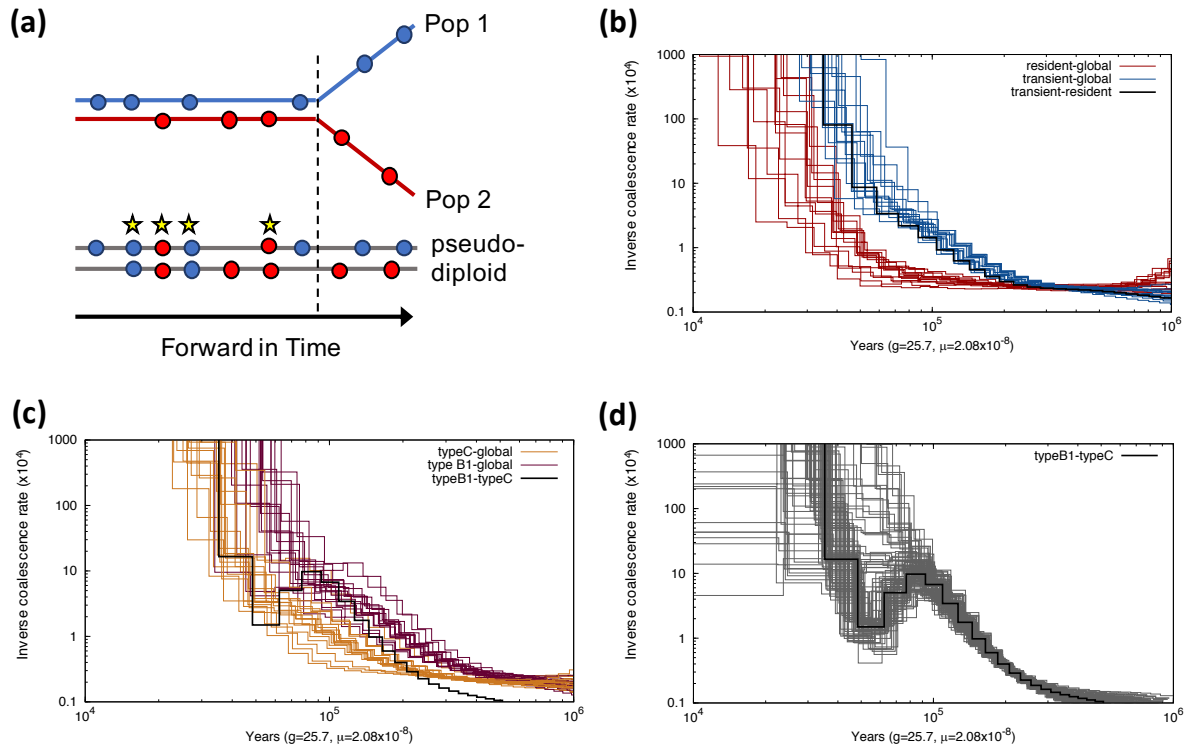 (a)
Pop 1
Pop 2
pseudo-
diploid
Forward in Time
(b)
Inverse coalescence rate (x10⁴)
1000
100
10
1
0.1
10⁴
10⁵
10⁶
resident-global
transient-global
transient-resident
Years (g=25.7, μ=2.08x10⁻⁸)
(c)
Inverse coalescence rate (x10⁴)
1000
100
10
1
0.1
10⁴
10⁵
10⁶
typeC-global
type B1-global
typeB1-typeC
Years (g=25.7, μ=2.08x10⁻⁸)
(d)
Inverse coalescence rate (x10⁴)
1000
100
10
1
0.1
10⁴
10⁵
10⁶
typeB1-typeC
Years (g=25.7, μ=2.08x10⁻⁸)